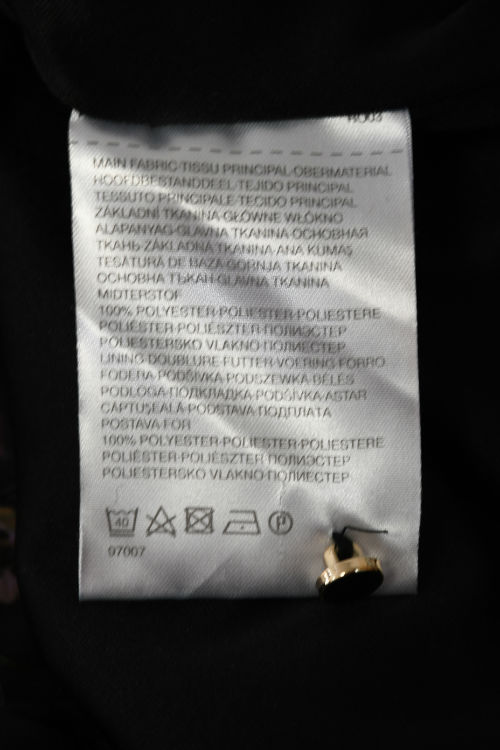 R003
MAIN FABRIC·TISSU PRINCIPAL·OBERMATERIAL
HOOFDBESTANDDEEL·TEJIDO PRINCIPAL
TESSUTO PRINCIPALE·TECIDO PRINCIPAL
ZÁKLADNÍ TKANINA·GŁÓWNE WŁÓKNO
ALAPANYAG·GLAVNA TKANINA·ОСНОВНАЯ
ТКАНЬ·ZÁKLADNÁ TKANINA·ANA KUMAŞ
TESATURĂ DE BAZĂ·GORNJA TKANINA
ОСНОВНА ТЪКАН·GLAVNA TKANINA
MIDTERSTOF
100% POLYESTER·POLIESTER·POLIESTERE
POLIÉSTER·POLIÉSZTER·ПОЛИЭСТЕР
POLIESTERSKO VLAKNO·ПОЛИЕСТЕР
LINING·DOUBLURE·FUTTER·VOERING·FORRO
FODERA·PODŠÍVKA·PODSZEWKA·BÉLÉS
PODLOGA·ПОДКЛАДКА·PODŠÍVKA·ASTAR
CĂPTUŞEALĂ·PODSTAVA·ПОДПЛАТА
POSTAVA·FOR
100% POLYESTER·POLIESTER·POLIESTERE
POLIÉSTER·POLIÉSZTER·ПОЛИЭСТЕР
POLIESTERSKO VLAKNO·ПОЛИЕСТЕР
40 P
97007